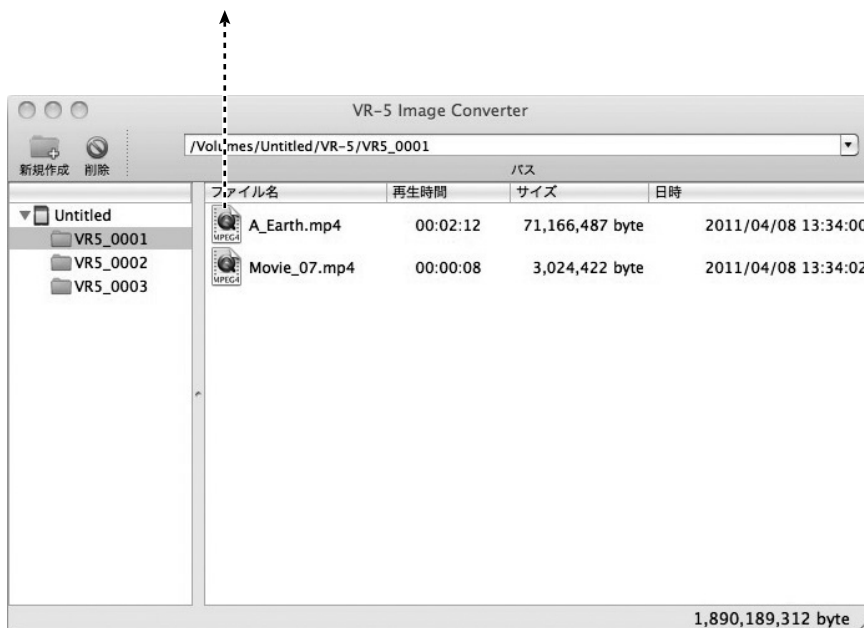 VR-5 Image Converter
/Volumes/Untitled/VR-5/VR5_0001
新規作成 削除 パス
ファイル名 再生時間 サイズ 日時
Untitled
VR5_0001
VR5_0002
VR5_0003
MPEG4 A_Earth.mp4 00:02:12 71,166,487 byte 2011/04/08 13:34:00
MPEG4 Movie_07.mp4 00:00:08 3,024,422 byte 2011/04/08 13:34:02
1,890,189,312 byte